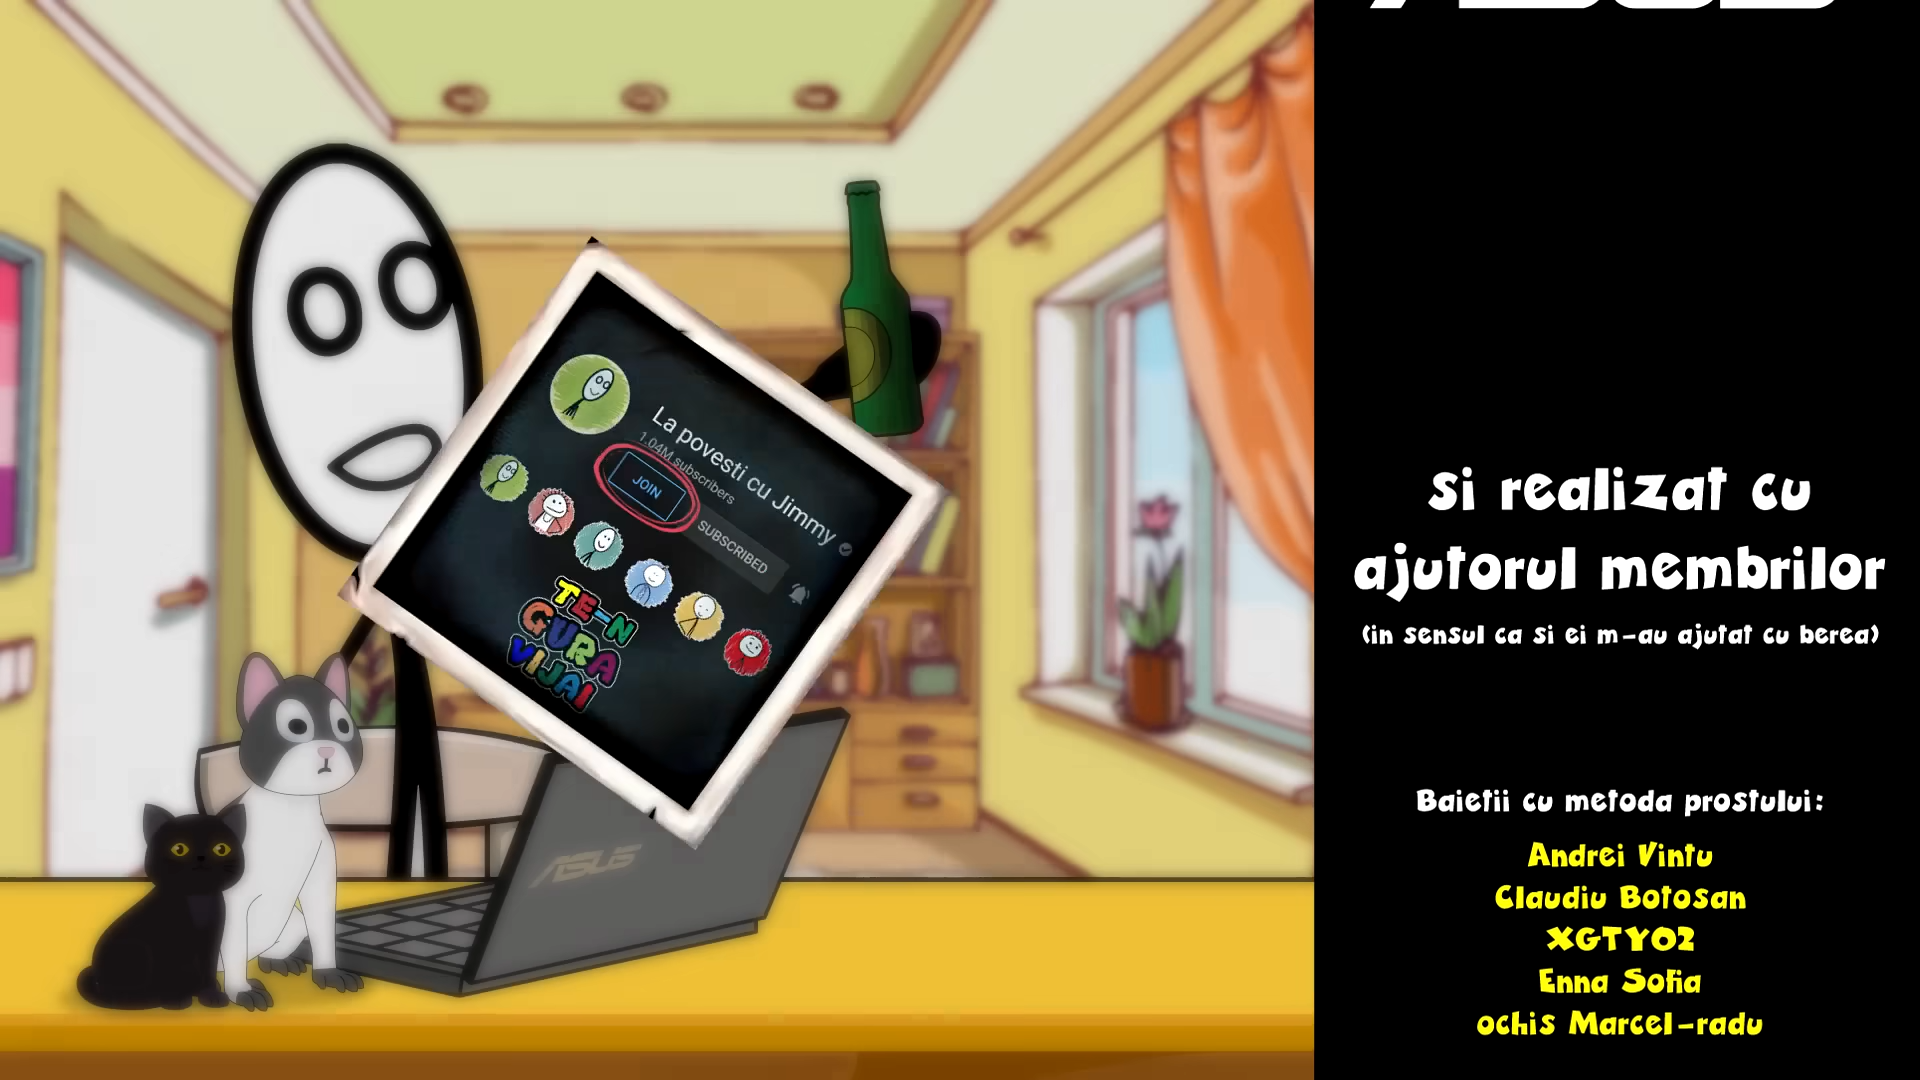 La povesti cu Jimmy
1.04M subscribers
JOIN
SUBSCRIBED
TE-N
GURA
VIJAI
ASUS
ASUS
si realizat cu
ajutorul membrilor
(in sensul ca si ei m-au ajutat cu berea)
Baietii cu metoda prostului:
Andrei Vintu
Claudiu Botosan
XGTY02
Enna Sofia
ochis Marcel-radu